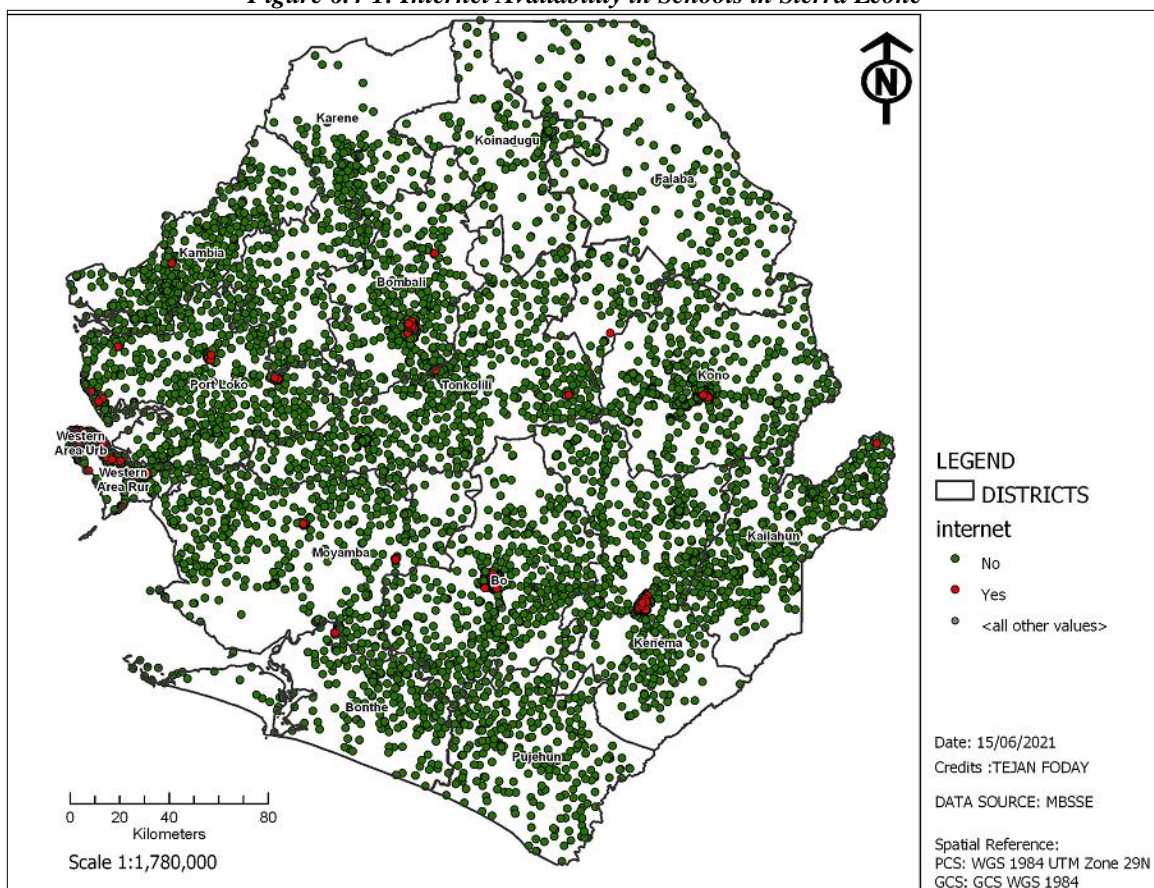 Figure 6.4-1: Internet Availability in Schools in Sierra Leone
N
Karene
Koinadugu
Falaba
Kambia
Bombali
Port Loko
Tonkolili
Kono
Western
Area Urb
Western
Area Rur
Kailahun
Moyamba
Bo
Kenema
Bonthe
Pujehun
LEGEND
DISTRICTS
internet
No
Yes
<all other values>
0 20 40 80
Kilometers
Scale 1:1,780,000
Date: 15/06/2021
Credits :TEJAN FODAY
DATA SOURCE: MBSSE
Spatial Reference:
PCS: WGS 1984 UTM Zone 29N
GCS: GCS WGS 1984